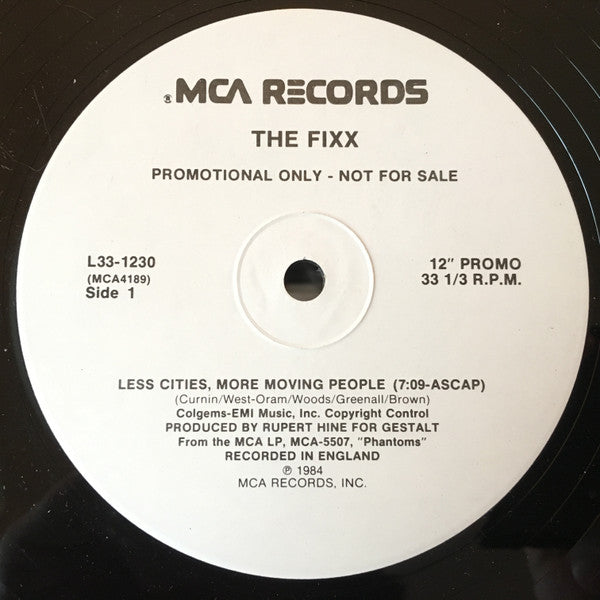 ® MCA RECORDS
THE FIXX
PROMOTIONAL ONLY - NOT FOR SALE
L33-1230
(MCA4189)
Side 1
12" PROMO
33 1/3 R.P.M.
LESS CITIES, MORE MOVING PEOPLE (7:09-ASCAP)
(Curnin/West-Oram/Woods/Greenall/Brown)
Colgems-EMI Music, Inc. Copyright Control
PRODUCED BY RUPERT HINE FOR GESTALT
From the MCA LP, MCA-5507, "Phantoms"
RECORDED IN ENGLAND
℗ 1984
MCA RECORDS, INC.